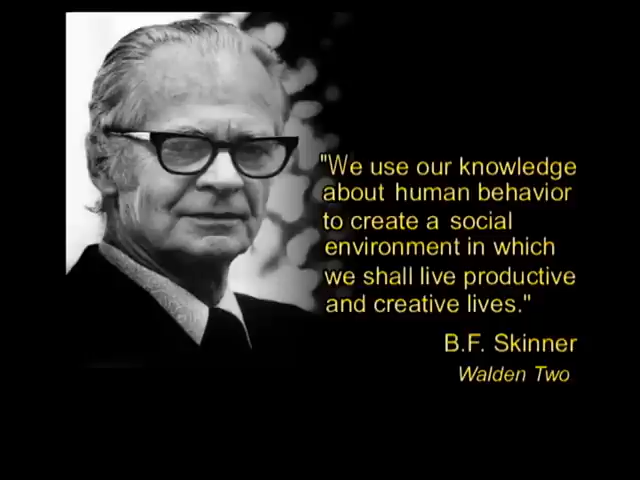 "We use our knowledge
about human behavior
to create a social
environment in which
we shall live productive
and creative lives."
B.F. Skinner
Walden Two